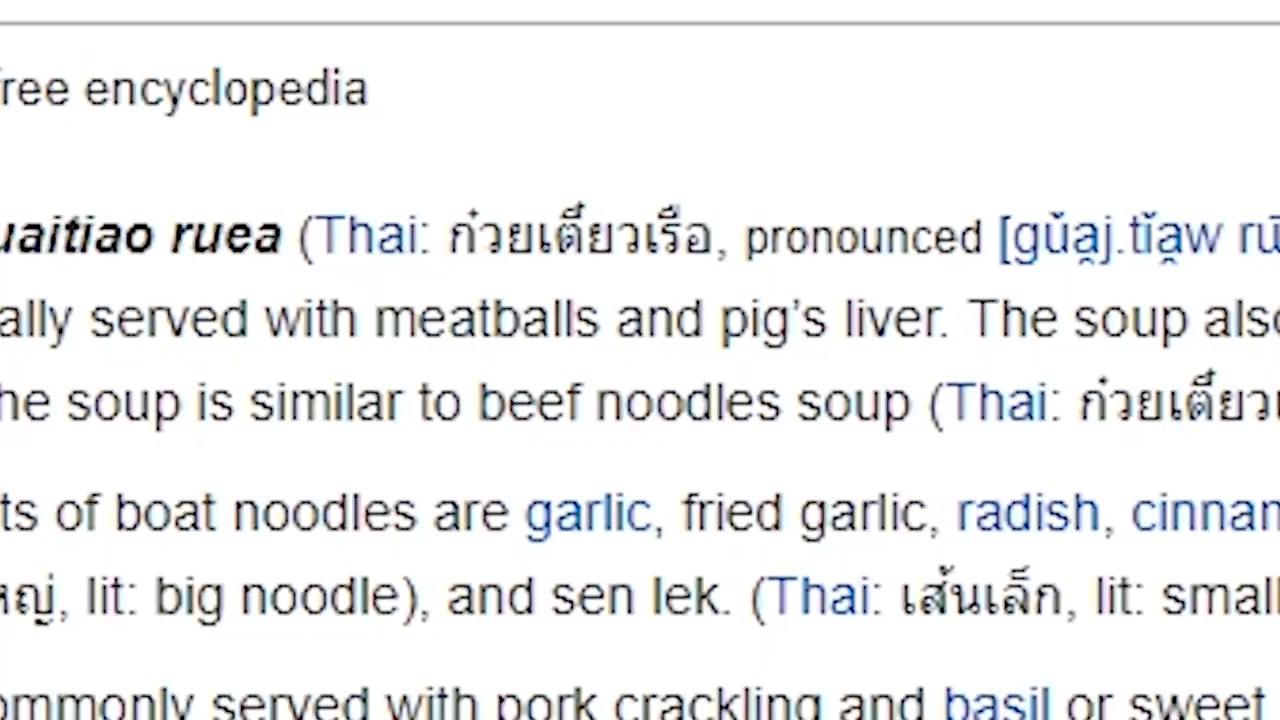 free encyclopedia
uaitiao ruea (Thai: ก๋วยเตี๋ยวเรือ, pronounced [gǔa̯j.tǐa̯w rɯ
ally served with meatballs and pig's liver. The soup also
he soup is similar to beef noodles soup (Thai: ก๋วยเตี๋ยว
ts of boat noodles are garlic, fried garlic, radish, cinnam
หญ่, lit: big noodle), and sen lek. (Thai: เส้นเล็ก, lit: small
ommonly served with pork crackling and basil or sweet